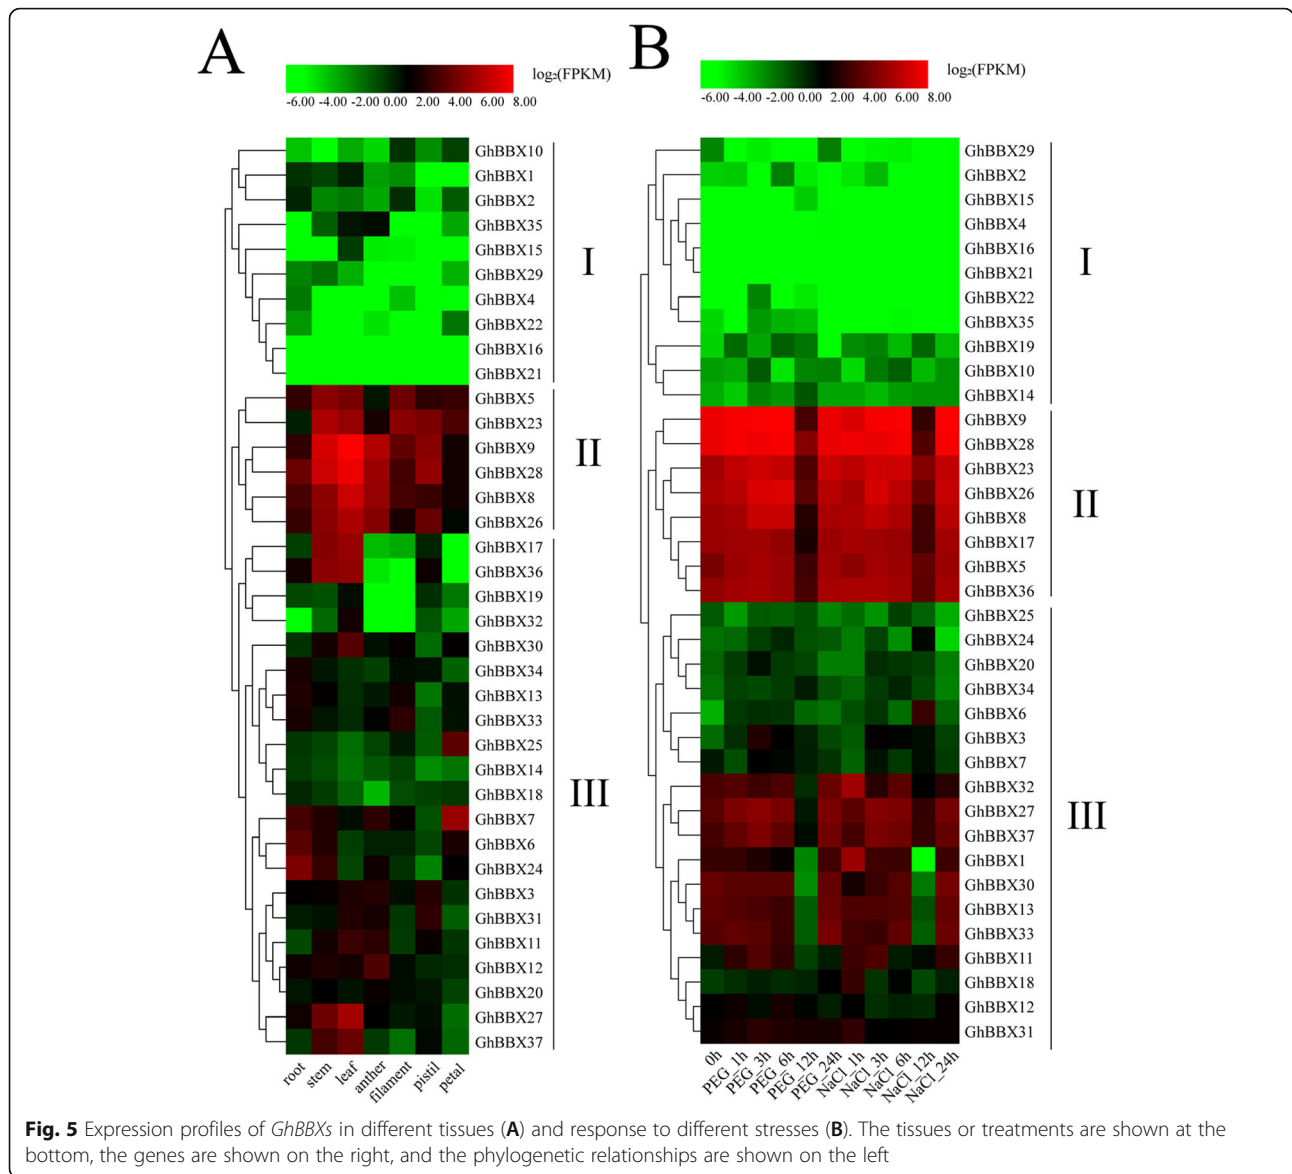 A
log₂(FPKM)
-6.00 -4.00 -2.00 0.00 2.00 4.00 6.00 8.00
GhBBX10
GhBBX1
GhBBX2
GhBBX35
GhBBX15
GhBBX29
GhBBX4
GhBBX22
GhBBX16
GhBBX21
GhBBX5
GhBBX23
GhBBX9
GhBBX28
GhBBX8
GhBBX26
GhBBX17
GhBBX36
GhBBX19
GhBBX32
GhBBX30
GhBBX34
GhBBX13
GhBBX33
GhBBX25
GhBBX14
GhBBX18
GhBBX7
GhBBX6
GhBBX24
GhBBX3
GhBBX31
GhBBX11
GhBBX12
GhBBX20
GhBBX27
GhBBX37
I
II
III
root
stem
leaf
anther
filament
pistil
petal
B
log₂(FPKM)
-6.00 -4.00 -2.00 0.00 2.00 4.00 6.00 8.00
GhBBX29
GhBBX2
GhBBX15
GhBBX4
GhBBX16
GhBBX21
GhBBX22
GhBBX35
GhBBX19
GhBBX10
GhBBX14
GhBBX9
GhBBX28
GhBBX23
GhBBX26
GhBBX8
GhBBX17
GhBBX5
GhBBX36
GhBBX25
GhBBX24
GhBBX20
GhBBX34
GhBBX6
GhBBX3
GhBBX7
GhBBX32
GhBBX27
GhBBX37
GhBBX1
GhBBX30
GhBBX13
GhBBX33
GhBBX11
GhBBX18
GhBBX12
GhBBX31
I
II
III
0h
PEG_1h
PEG_3h
PEG_6h
PEG_12h
PEG_24h
NaCl_1h
NaCl_3h
NaCl_6h
NaCl_12h
NaCl_24h
Fig. 5 Expression profiles of GhBBXs in different tissues (A) and response to different stresses (B). The tissues or treatments are shown at the
bottom, the genes are shown on the right, and the phylogenetic relationships are shown on the left